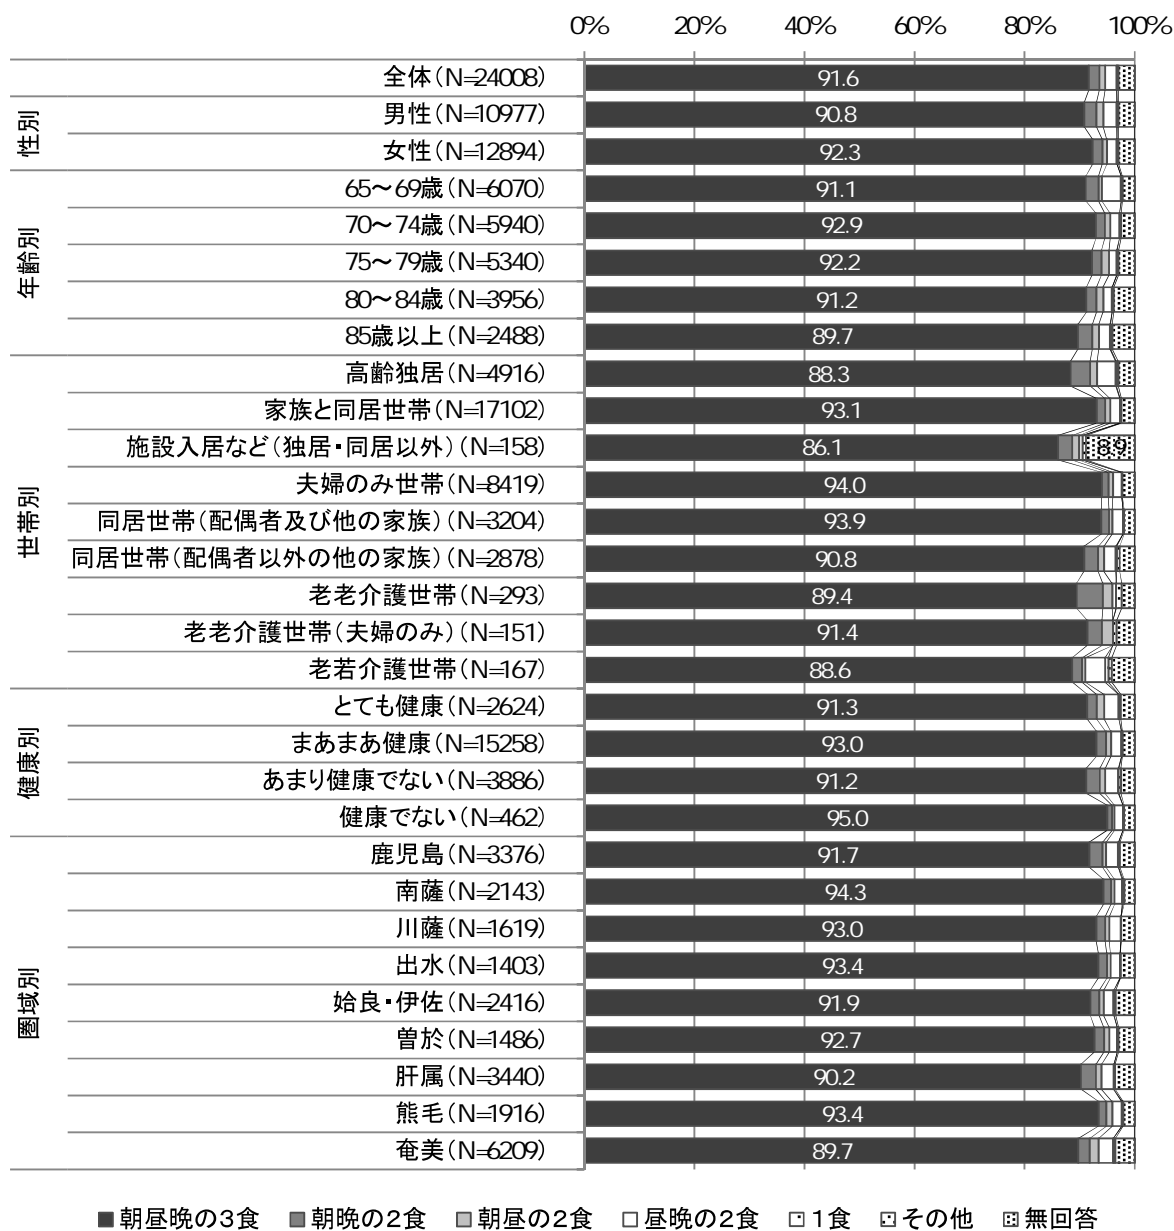 0% 20% 40% 60% 80% 100%
全体(N=24008) 91.6
性別
男性(N=10977) 90.8
女性(N=12894) 92.3
年齢別
65～69歳(N=6070) 91.1
70～74歳(N=5940) 92.9
75～79歳(N=5340) 92.2
80～84歳(N=3956) 91.2
85歳以上(N=2488) 89.7
世帯別
高齢独居(N=4916) 88.3
家族と同居世帯(N=17102) 93.1
施設入居など(独居・同居以外)(N=158) 86.1 8.9
夫婦のみ世帯(N=8419) 94.0
同居世帯(配偶者及び他の家族)(N=3204) 93.9
同居世帯(配偶者以外の他の家族)(N=2878) 90.8
老老介護世帯(N=293) 89.4
老老介護世帯(夫婦のみ)(N=151) 91.4
老若介護世帯(N=167) 88.6
健康別
とても健康(N=2624) 91.3
まあまあ健康(N=15258) 93.0
あまり健康でない(N=3886) 91.2
健康でない(N=462) 95.0
圏域別
鹿児島(N=3376) 91.7
南薩(N=2143) 94.3
川薩(N=1619) 93.0
出水(N=1403) 93.4
姶良・伊佐(N=2416) 91.9
曽於(N=1486) 92.7
肝属(N=3440) 90.2
熊毛(N=1916) 93.4
奄美(N=6209) 89.7
朝昼晩の3食 朝晩の2食 朝昼の2食 昼晩の2食 1食 その他 無回答